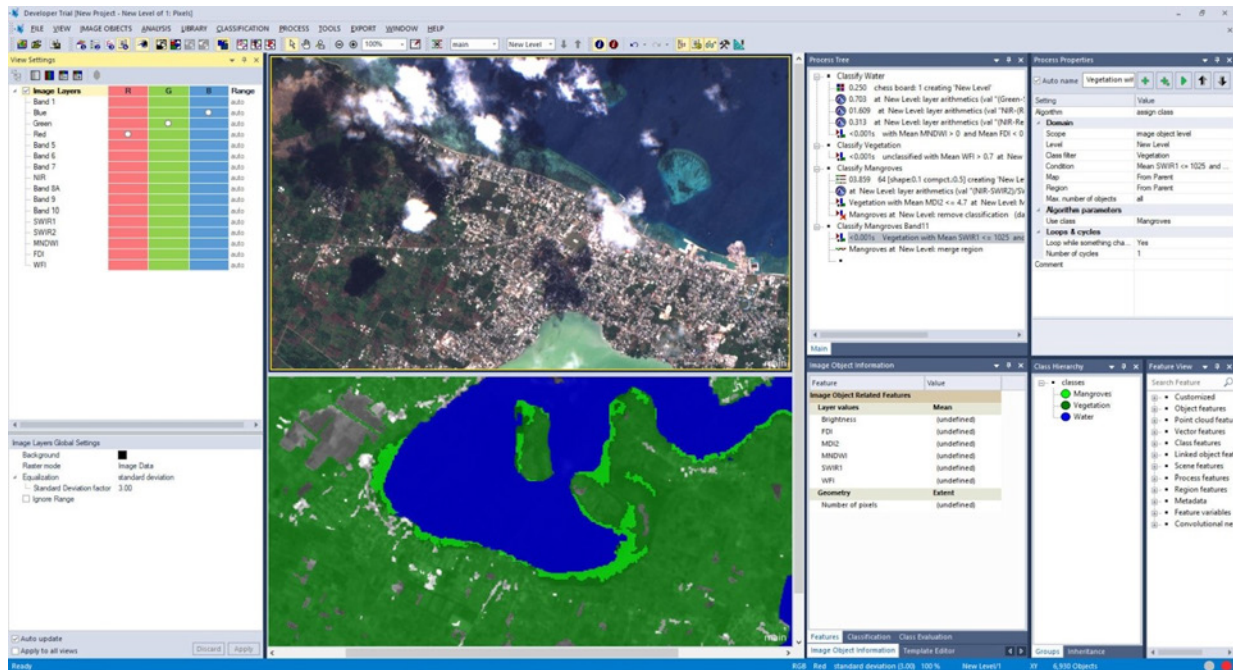 Developer Trial [New Project - New Level of 1: Pixels]
FILE VIEW IMAGE OBJECTS ANALYSIS LIBRARY CLASSIFICATION PROCESS TOOLS EXPORT WINDOW HELP
100% main New Level
View Settings
Image Layers R G B Range
Band 1 auto
Blue auto
Green auto
Red auto
Band 5 auto
Band 6 auto
Band 7 auto
NIR auto
Band 8A auto
Band 9 auto
Band 10 auto
SWIR1 auto
SWIR2 auto
MNDWI auto
FDI auto
WFI auto
Image Layers Global Settings
Background
Raster mode Image Data
Equalization standard deviation
Standard Deviation factor 3.00
Ignore Range
Auto update
Apply to all views
Discard Apply
main
main
Process Tree
Classify Water
0.250 chess board: 1 creating 'New Level'
0.703 at New Level: layer arithmetics (val "(Green-S
01.609 at New Level: layer arithmetics (val "NIR-(R
0.313 at New Level: layer arithmetics (val "(NIR-Re
<0.001s with Mean MNDWI > 0 and Mean FDI < 0
Classify Vegetation
<0.001s unclassified with Mean WFI > 0.7 at New
Classify Mangroves
03.859 64 [shape:0.1 compct.:0.5] creating 'New Le
at New Level: layer arithmetics (val "(NIR-SWIR2)/SW
Vegetation with Mean MDI2 <= 4.7 at New Level: M
Mangroves at New Level: remove classification (da
Classify Mangroves Band11
<0.001s Vegetation with Mean SWIR1 <= 1025 and
Mangroves at New Level: merge region
Main
Process Properties
Auto name Vegetation wit
Setting Value
Algorithm assign class
Domain
Scope image object level
Level New Level
Class filter Vegetation
Condition Mean SWIR1 <= 1025 and ...
Map From Parent
Region From Parent
Max. number of objects all
Algorithm parameters
Use class Mangroves
Loops & cycles
Loop while something cha... Yes
Number of cycles 1
Comment
Image Object Information
Feature Value
Image Object Related Features
Layer values Mean
Brightness (undefined)
FDI (undefined)
MDI2 (undefined)
MNDWI (undefined)
SWIR1 (undefined)
WFI (undefined)
Geometry Extent
Number of pixels (undefined)
Features Classification Class Evaluation
Image Object Information Template Editor
Class Hierarchy
classes
Mangroves
Vegetation
Water
Groups Inheritance
Feature View
Search Feature
Customized
Object features
Point cloud featu
Vector features
Class features
Linked object feat
Scene features
Process features
Region features
Metadata
Feature variables
Convolutional ne
Ready RGB Red standard deviation (3.00) 100 % New Level/1 XY 6,930 Objects